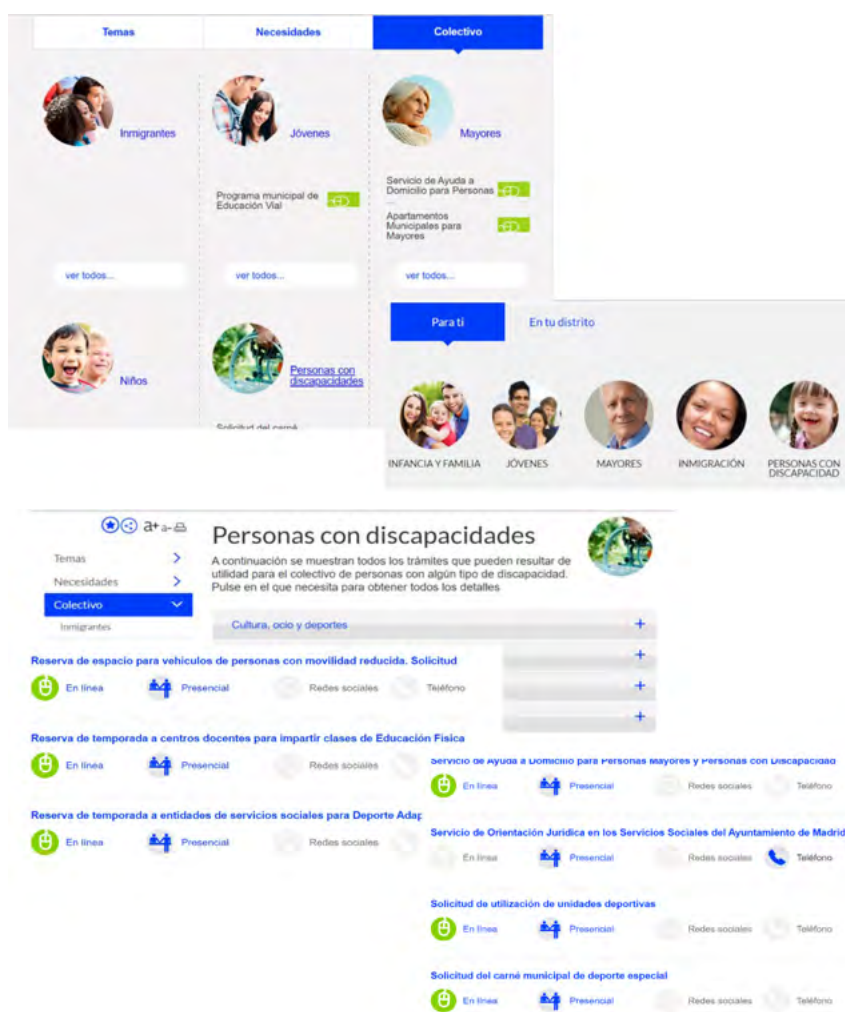 Temas
Necesidades
Colectivo
Inmigrantes
Jóvenes
Mayores
Programa municipal de
Educación Vial
Servicio de Ayuda a
Domicilio para Personas
...
Apartamentos
Municipales para
Mayores
ver todos...
ver todos...
ver todos...
Niños
Personas con
discapacidades
Solicitud del carné
Para ti
En tu distrito
INFANCIA Y FAMILIA
JÓVENES
MAYORES
INMIGRACIÓN
PERSONAS CON
DISCAPACIDAD
a+ a-
Temas
Necesidades
Colectivo
Inmigrantes
Personas con discapacidades
A continuación se muestran todos los trámites que pueden resultar de
utilidad para el colectivo de personas con algún tipo de discapacidad.
Pulse en el que necesita para obtener todos los detalles
Cultura, ocio y deportes +
+
+
+
Reserva de espacio para vehículos de personas con movilidad reducida. Solicitud
En línea Presencial Redes sociales Teléfono
Reserva de temporada a centros docentes para impartir clases de Educación Física
En línea Presencial Redes sociales
Reserva de temporada a entidades de servicios sociales para Deporte Adap
En línea Presencial Redes sociales
Servicio de Ayuda a Domicilio para Personas Mayores y Personas con Discapacidad
En línea Presencial Redes sociales Teléfono
Servicio de Orientación Jurídica en los Servicios Sociales del Ayuntamiento de Madrid
En línea Presencial Redes sociales Teléfono
Solicitud de utilización de unidades deportivas
En línea Presencial Redes sociales Teléfono
Solicitud del carné municipal de deporte especial
En línea Presencial Redes sociales Teléfono